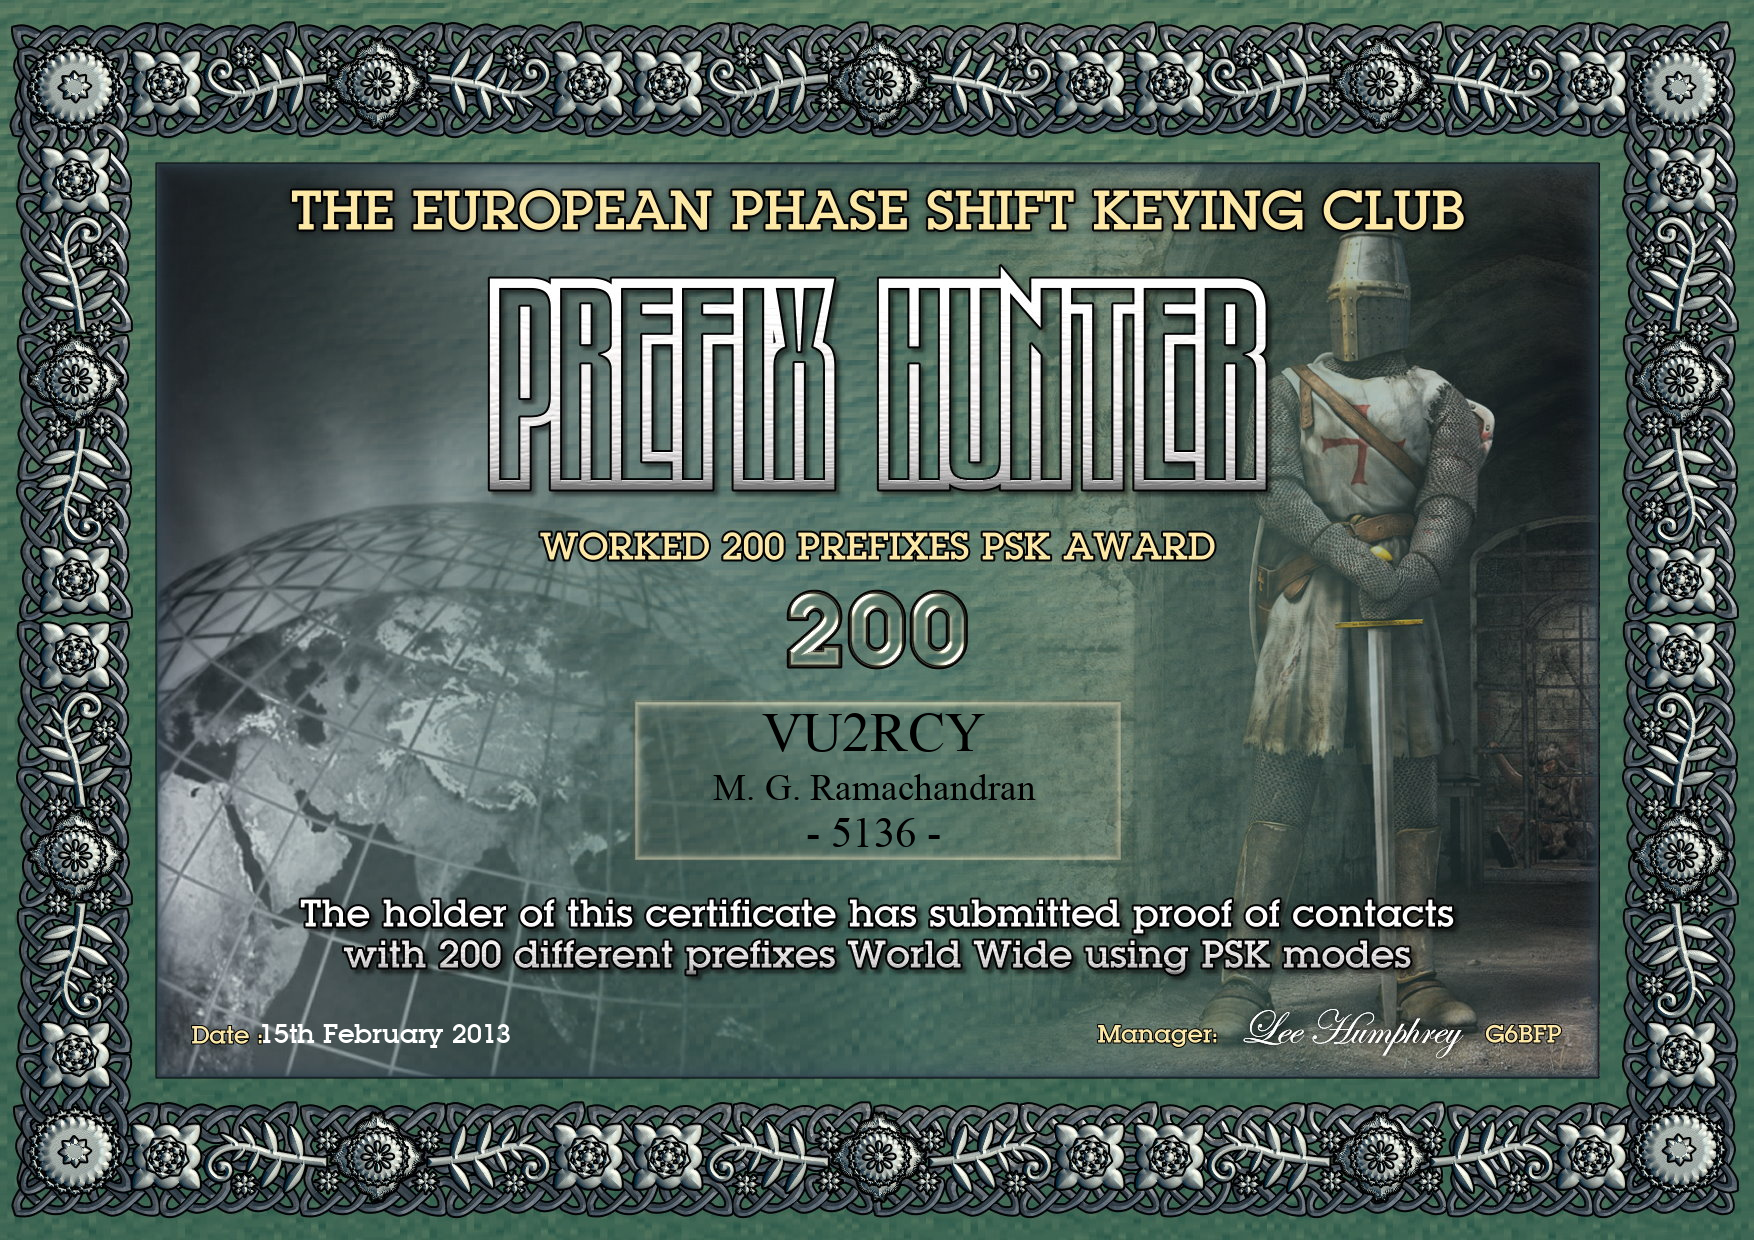 THE EUROPEAN PHASE SHIFT KEYING CLUB
PREFIX HUNTER
WORKED 200 PREFIXES PSK AWARD
200
VU2RCY
M. G. Ramachandran
- 5136 -
The holder of this certificate has submitted proof of contacts
with 200 different prefixes World Wide using PSK modes
Date :15th February 2013 Manager: Lee Humphrey G6BFP